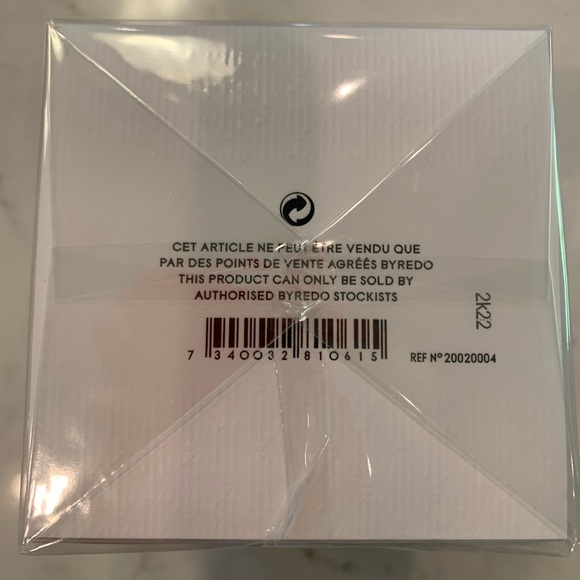 CET ARTICLE NE PEUT ÊTRE VENDU QUE
PAR DES POINTS DE VENTE AGRÉÉS BYREDO
THIS PRODUCT CAN ONLY BE SOLD BY
AUTHORISED BYREDO STOCKISTS
2K22
7 340032 810615
REF Nº 20020004